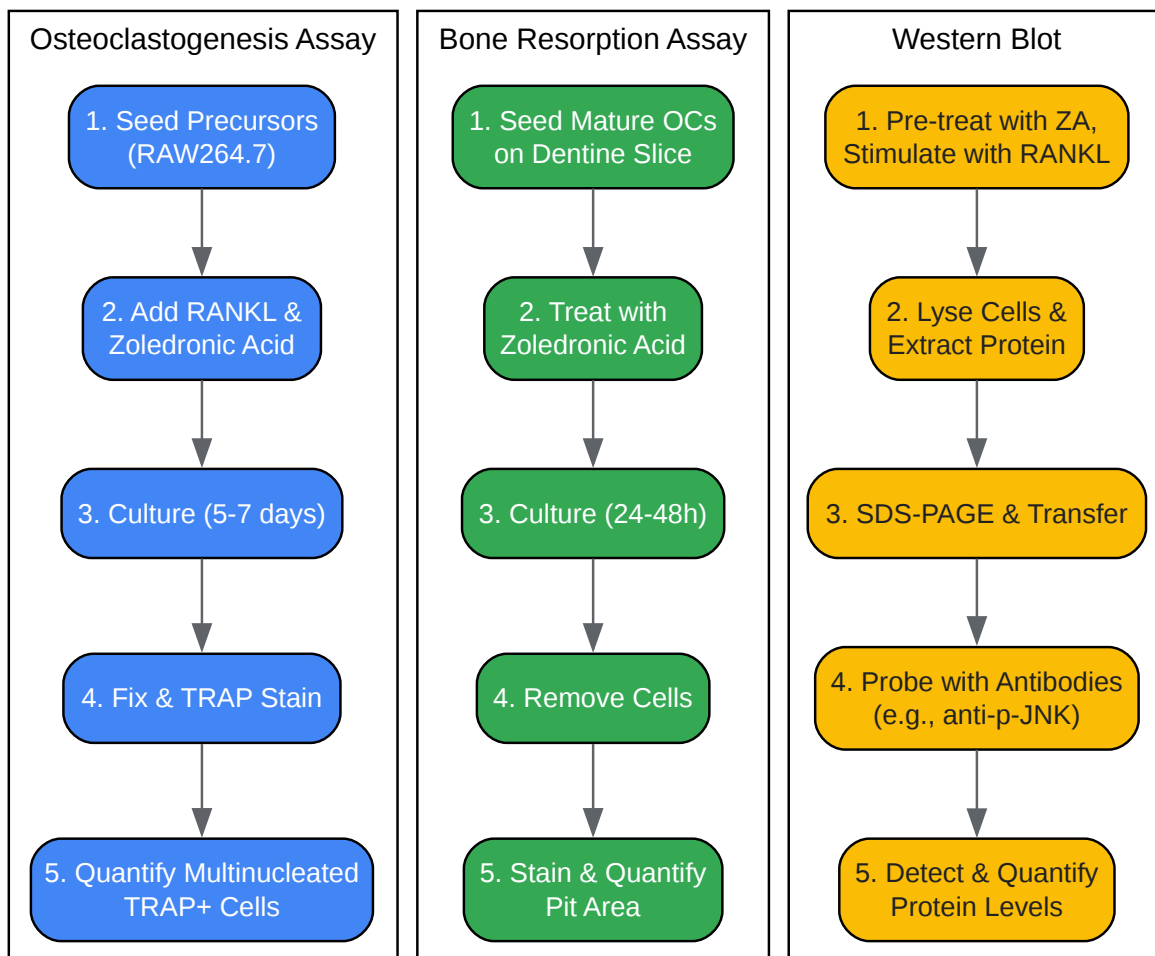 Osteoclastogenesis Assay
1. Seed Precursors
(RAW264.7)
2. Add RANKL &
Zoledronic Acid
3. Culture (5-7 days)
4. Fix & TRAP Stain
5. Quantify Multinucleated
TRAP+ Cells
Bone Resorption Assay
1. Seed Mature OCs
on Dentine Slice
2. Treat with
Zoledronic Acid
3. Culture (24-48h)
4. Remove Cells
5. Stain & Quantify
Pit Area
Western Blot
1. Pre-treat with ZA,
Stimulate with RANKL
2. Lyse Cells &
Extract Protein
3. SDS-PAGE & Transfer
4. Probe with Antibodies
(e.g., anti-p-JNK)
5. Detect & Quantify
Protein Levels